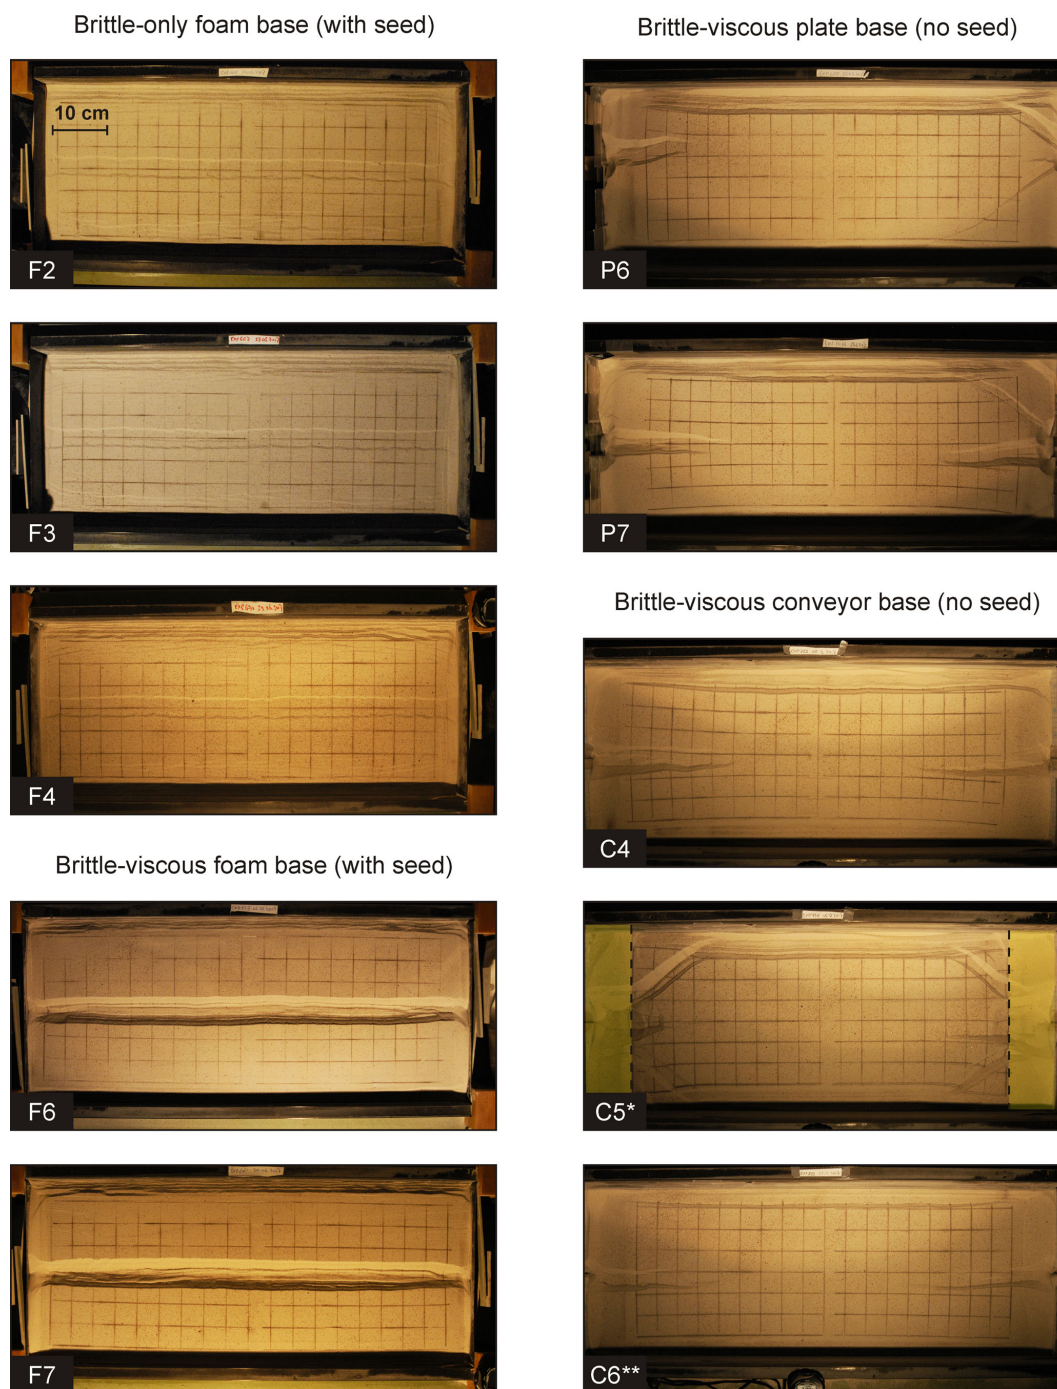 Brittle-only foam base (with seed)
10 cm
F2
F3
F4
Brittle-viscous foam base (with seed)
F6
F7
Brittle-viscous plate base (no seed)
P6
P7
Brittle-viscous conveyor base (no seed)
C4
C5*
C6**